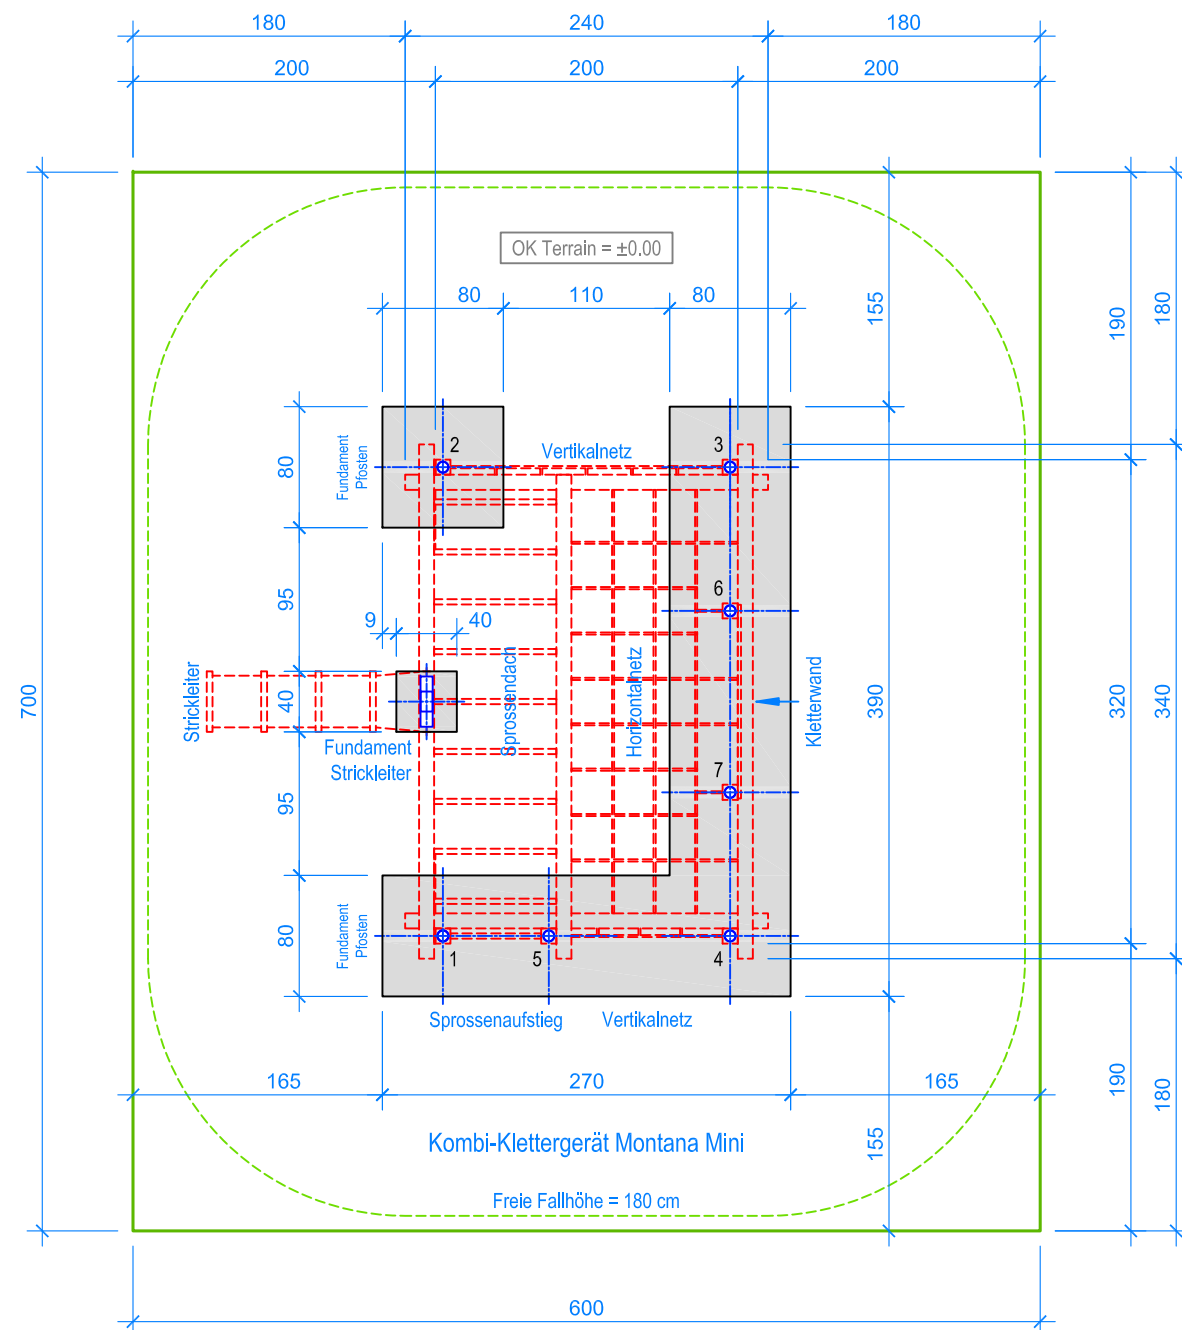 180 240 180
200 200 200
OK Terrain = ±0.00
80 110 80
155
190
180
2
Vertikalnetz
3
Fundament
Pfosten
80
6
95
9
40
Strickleiter
40
Fundament
Strickleiter
Sprossendach
Horizontalnetz
Kletterwand
700
390
320
340
7
95
Fundament
Pfosten
80
1
5
4
Sprossenaufstieg
Vertikalnetz
165 270 165
190
180
155
Kombi-Klettergerät Montana Mini
Freie Fallhöhe = 180 cm
600